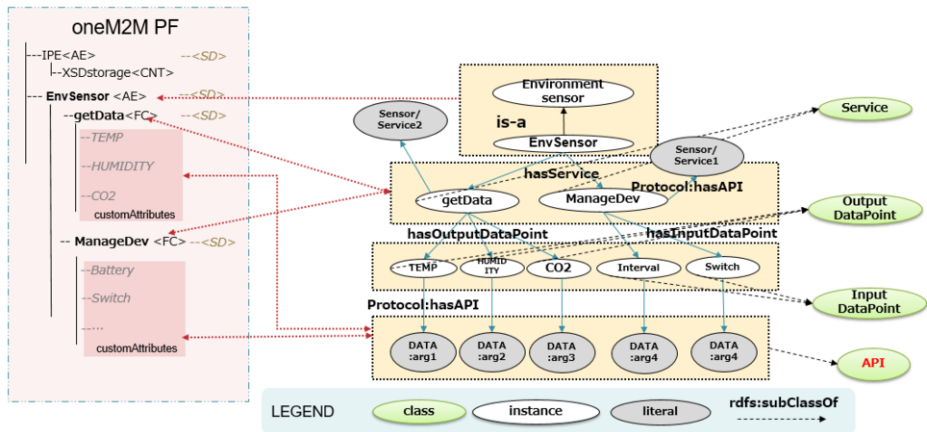 oneM2M PF
---IPE<AE> --<SD>
--XSDstorage<CNT>
EnvSensor <AE> --<SD>
--getData<FC> --<SD>
--TEMP
--HUMIDITY
--CO2
customAttributes
-- ManageDev <FC> --<SD>
--Battery
--Switch
--...
customAttributes
Environment
sensor
is-a
EnvSensor
Sensor/
Service2
Sensor/
Service1
Service
hasService
Protocol:hasAPI
getData
ManageDev
Output
DataPoint
hasOutputDataPoint
hasInputDataPoint
TEMP
HUMID
ITY
CO2
Interval
Switch
Input
DataPoint
Protocol:hasAPI
DATA
:arg1
DATA
:arg2
DATA
:arg3
DATA
:arg4
DATA
:arg4
API
LEGEND
class
instance
literal
rdfs:subClassOf